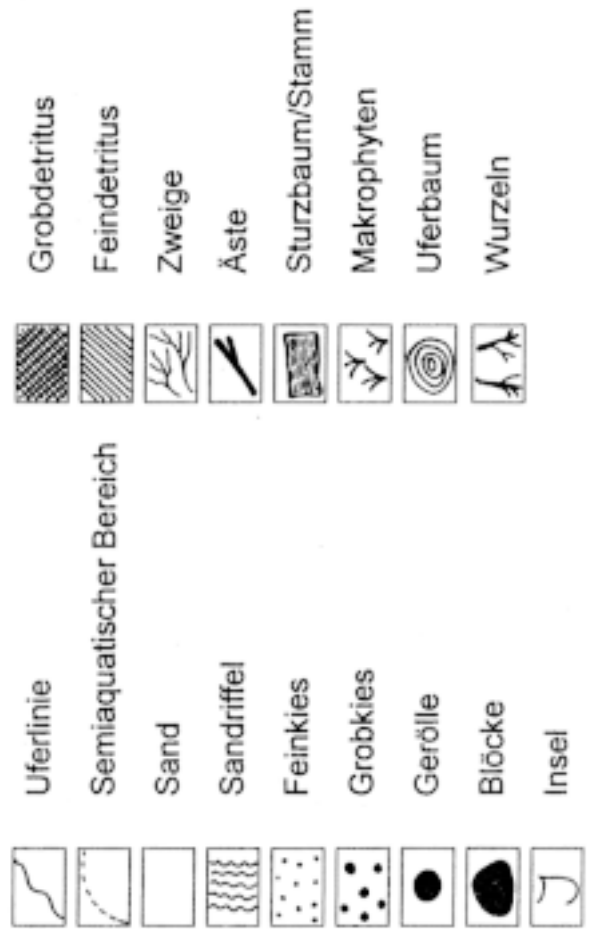 Uferlinie
Semiaquatischer Bereich
Sand
Sandriffel
Feinkies
Grobkies
Gerölle
Blöcke
Insel
Grobdetritus
Feindetritus
Zweige
Äste
Sturzbaum/Stamm
Makrophyten
Uferbaum
Wurzeln